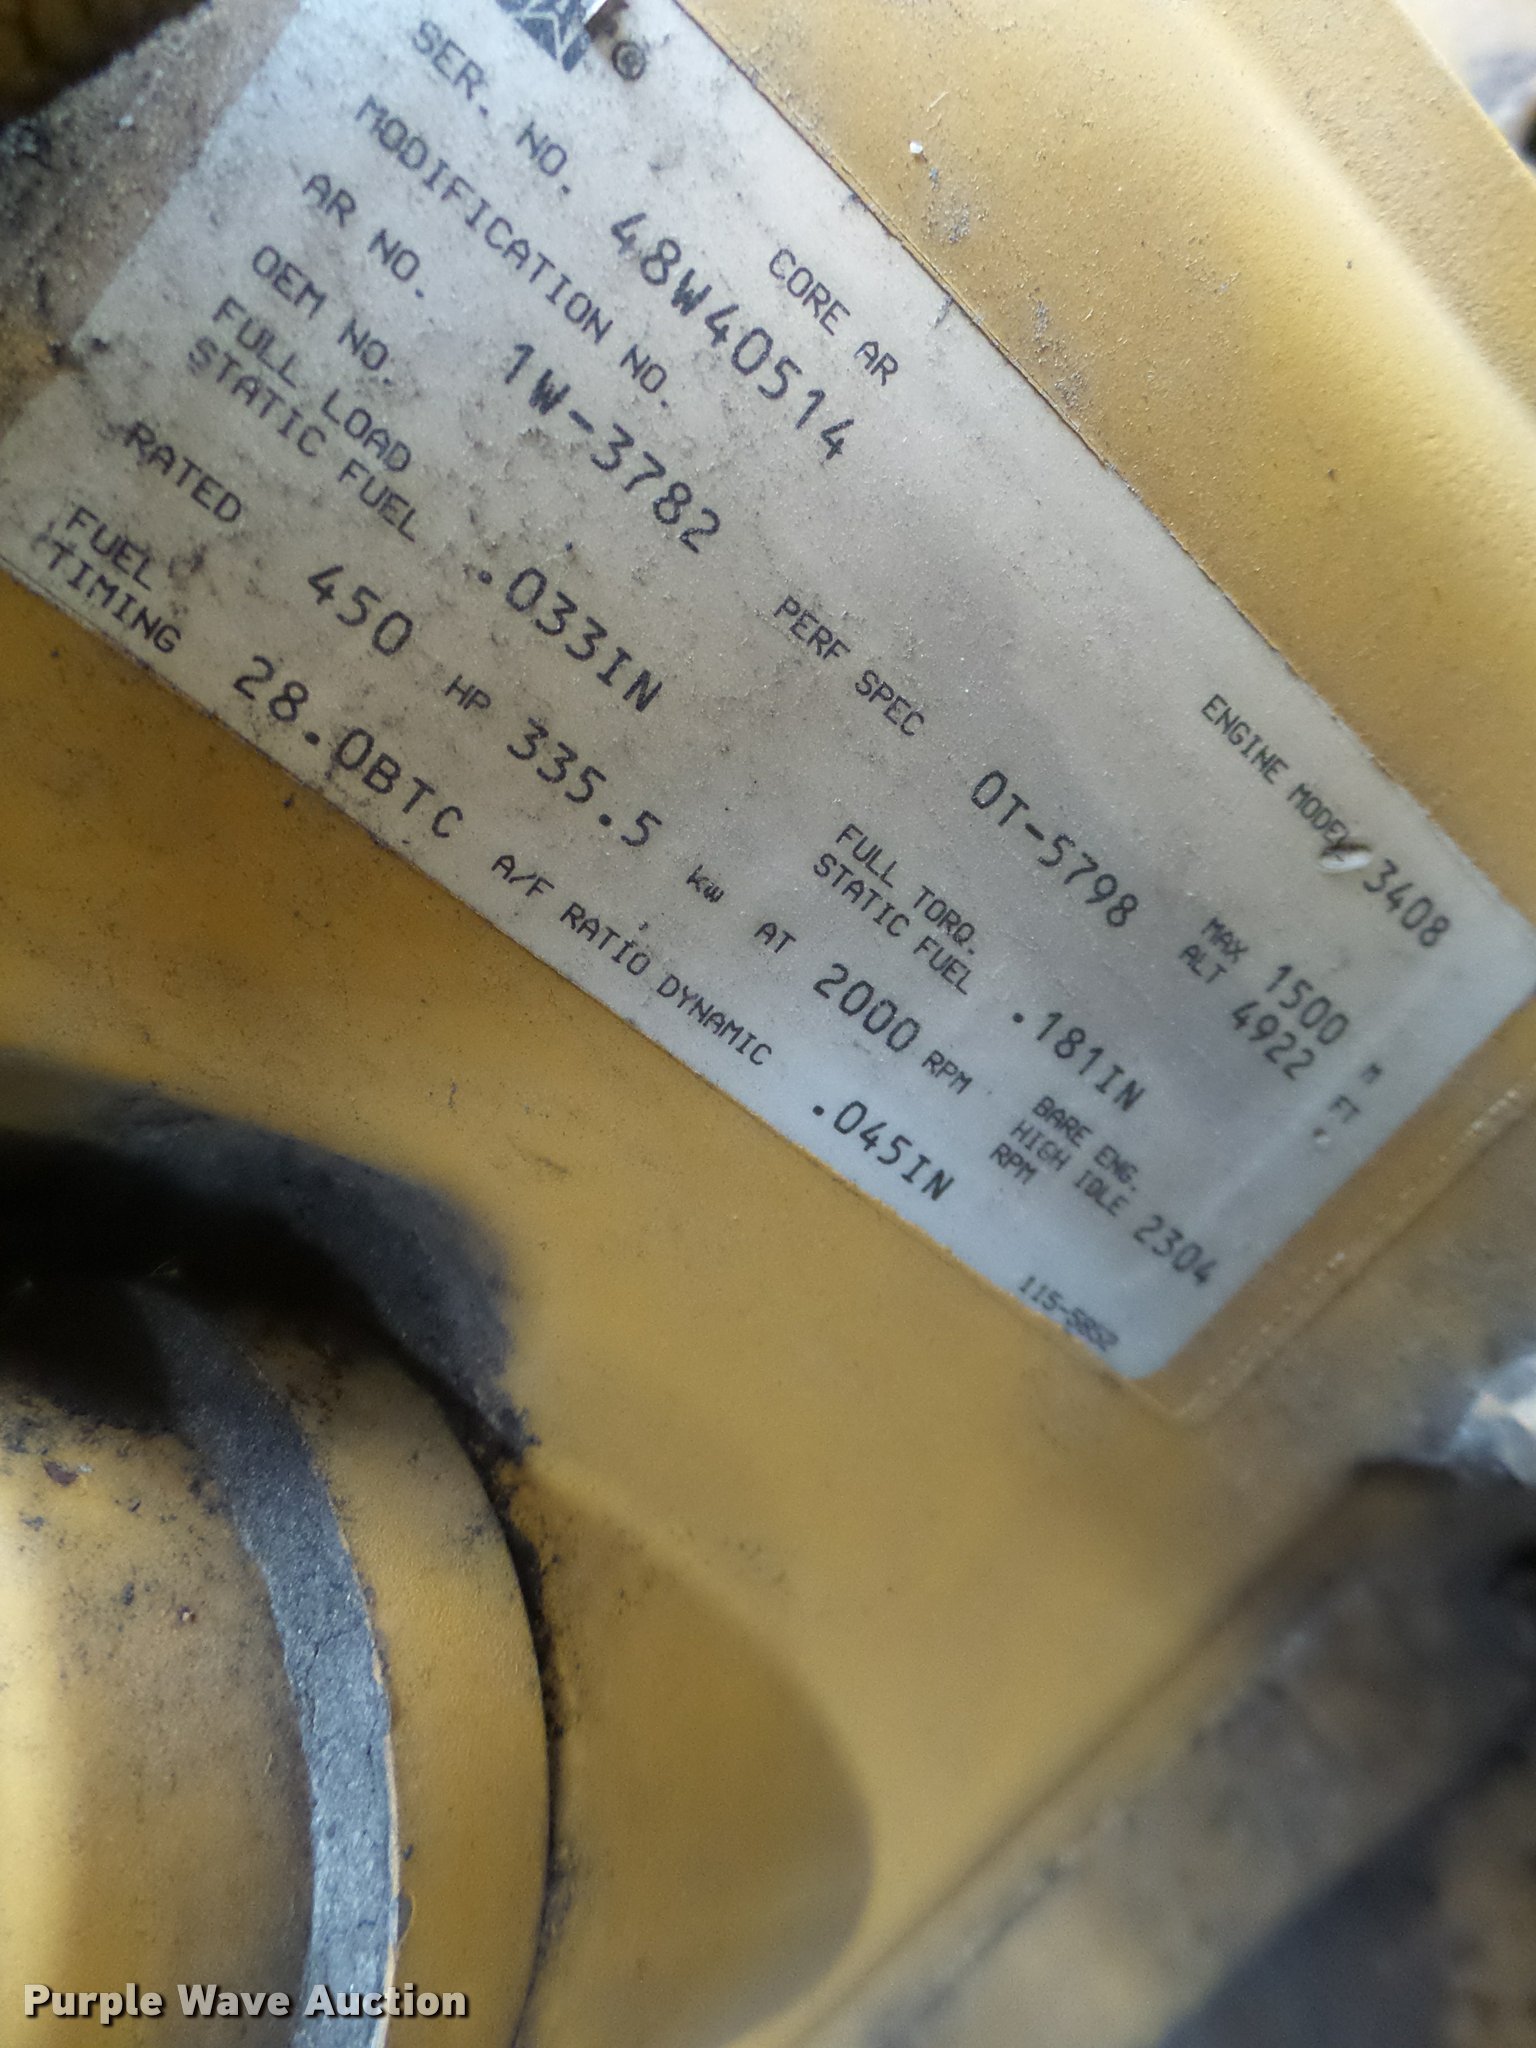 ®
SER. NO. 48W40514 CORE AR ENGINE MODEL 3408
MODIFICATION NO.
AR NO. 1W-3782 PERF SPEC 0T-5798 MAX ALT 1500 M 4922 FT
OEM NO.
FULL LOAD STATIC FUEL .033IN FULL TORQ. STATIC FUEL .181IN BARE ENG. HIGH IDLE RPM 2304
RATED 450 HP 335.5 kW AT 2000 RPM
FUEL TIMING 28.0BTC A/F RATIO DYNAMIC .045IN
115-5852
Purple Wave Auction